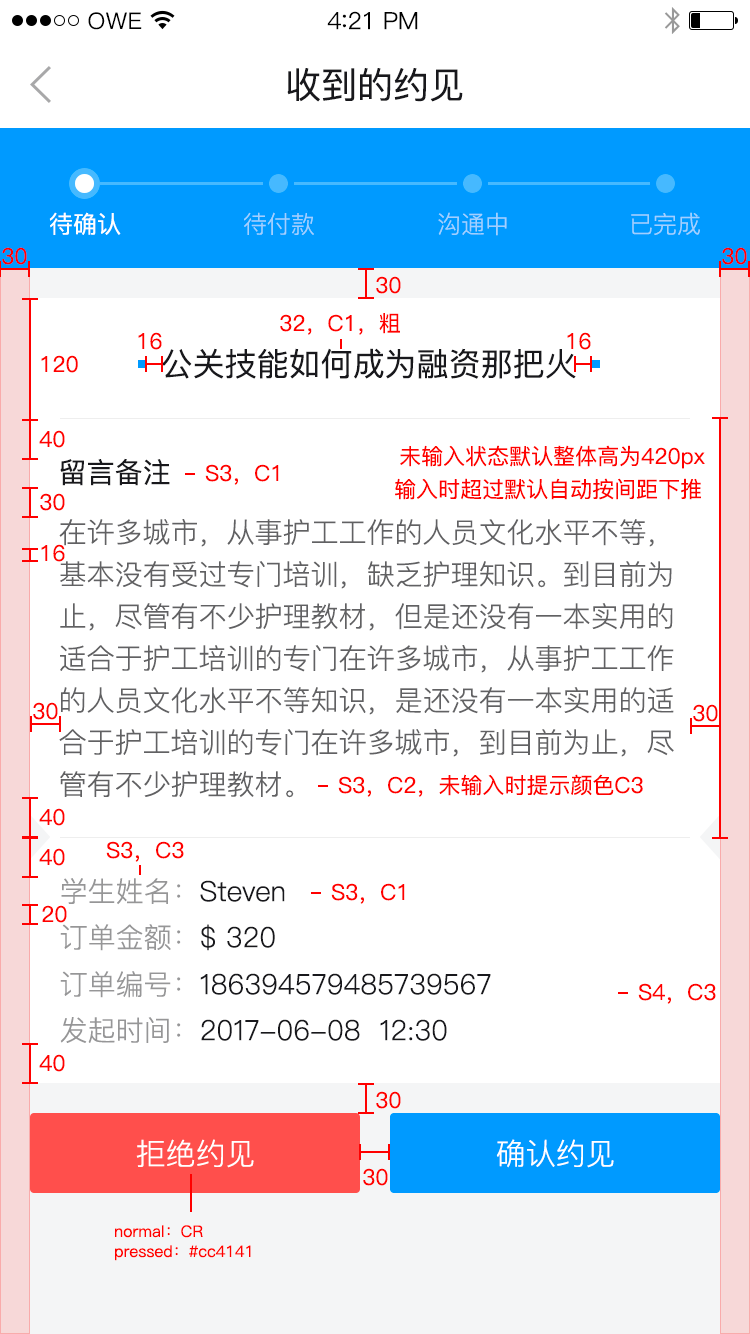 OWE 4:21 PM
收到的约见
待确认 待付款 沟通中 已完成
30 30
30
32，C1，粗
16 16
120 公关技能如何成为融资那把火
40
未输入状态默认整体高为420px
留言备注 – S3，C1
输入时超过默认自动按间距下推
30
在许多城市，从事护工工作的人员文化水平不等，
16
基本没有受过专门培训，缺乏护理知识。到目前为
止，尽管有不少护理教材，但是还没有一本实用的
适合于护工培训的专门在许多城市，从事护工工作
的人员文化水平不等知识，是还没有一本实用的适
30 30
合于护工培训的专门在许多城市，到目前为止，尽
管有不少护理教材。 – S3，C2，未输入时提示颜色C3
40
40 S3，C3
学生姓名： Steven – S3，C1
20
订单金额： $ 320
订单编号： 186394579485739567 – S4，C3
发起时间： 2017–06–08 12:30
40
30
拒绝约见 确认约见
30
normal：CR
pressed：#cc4141